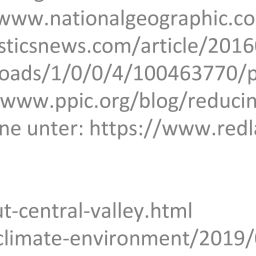 www.nationalgeographic.co
sticsnews.com/article/2016
oads/1/0/0/4/100463770/p
www.ppic.org/blog/reducin
ne unter: https://www.redla
ut-central-valley.html
climate-environment/2019/